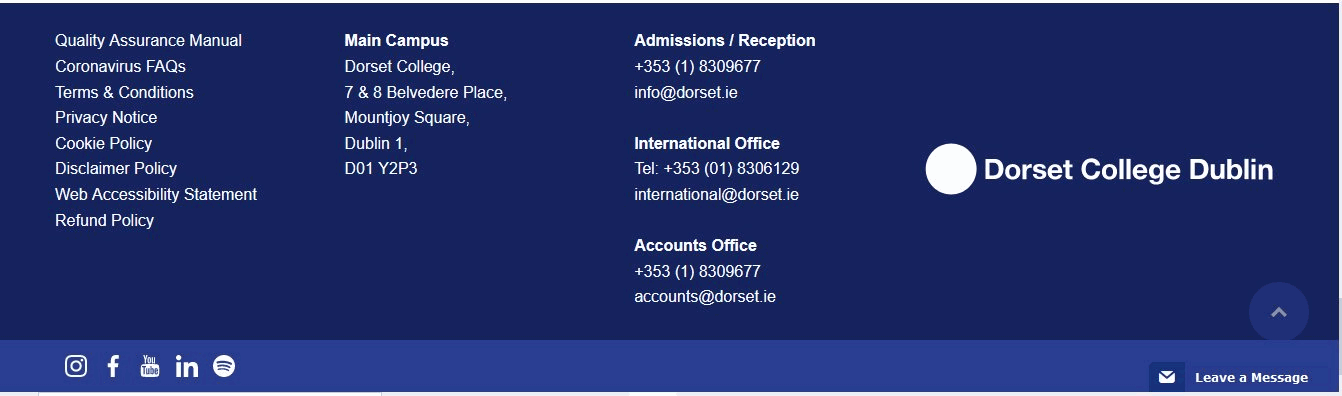 Quality Assurance Manual
Coronavirus FAQs
Terms & Conditions
Privacy Notice
Cookie Policy
Disclaimer Policy
Web Accessibility Statement
Refund Policy
Main Campus
Dorset College,
7 & 8 Belvedere Place,
Mountjoy Square,
Dublin 1,
D01 Y2P3
Admissions / Reception
+353 (1) 8309677
info@dorset.ie
International Office
Tel: +353 (01) 8306129
international@dorset.ie
Accounts Office
+353 (1) 8309677
accounts@dorset.ie
Dorset College Dublin
You
Tube
in
Leave a Message